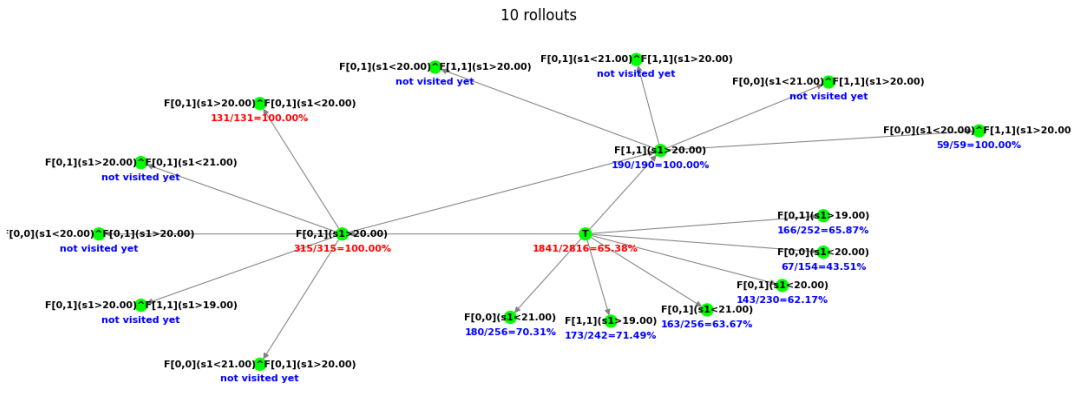 10 rollouts
F[0,1](s1<20.00)^F[1,1](s1>20.00)
not visited yet
F[0,1](s1<21.00)^F[1,1](s1>20.00)
not visited yet
F[0,0](s1<21.00)^F[1,1](s1>20.00)
not visited yet
F[0,1](s1>20.00)^F[0,1](s1<20.00)
131/131=100.00%
F[0,0](s1<20.00)^F[1,1](s1>20.00
59/59=100.00%
F[1,1](s1>20.00)
190/190=100.00%
F[0,1](s1>20.00)^F[0,1](s1<21.00)
not visited yet
F[0,1](s1>19.00)
166/252=65.87%
F[0,0](s1<20.00)^F[0,1](s1>20.00)
not visited yet
F[0,1](s1>20.00)
315/315=100.00%
T
1841/2816=65.38%
F[0,0](s1<20.00)
67/154=43.51%
F[0,1](s1<20.00)
143/230=62.17%
F[0,1](s1>20.00)^F[1,1](s1>19.00)
not visited yet
F[0,0](s1<21.00)
180/256=70.31%
F[1,1](s1>19.00)
173/242=71.49%
F[0,1](s1<21.00)
163/256=63.67%
F[0,0](s1<21.00)^F[0,1](s1>20.00)
not visited yet